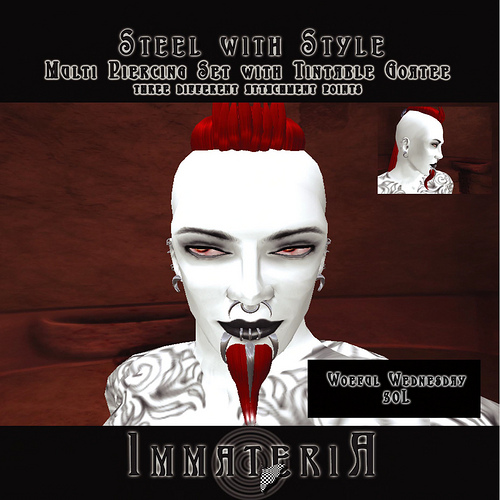 Steel with Style
Multi Piercing Set with Tintable Goatee
three different attachment points
Woeful Wednesday
50L
ImmateriA